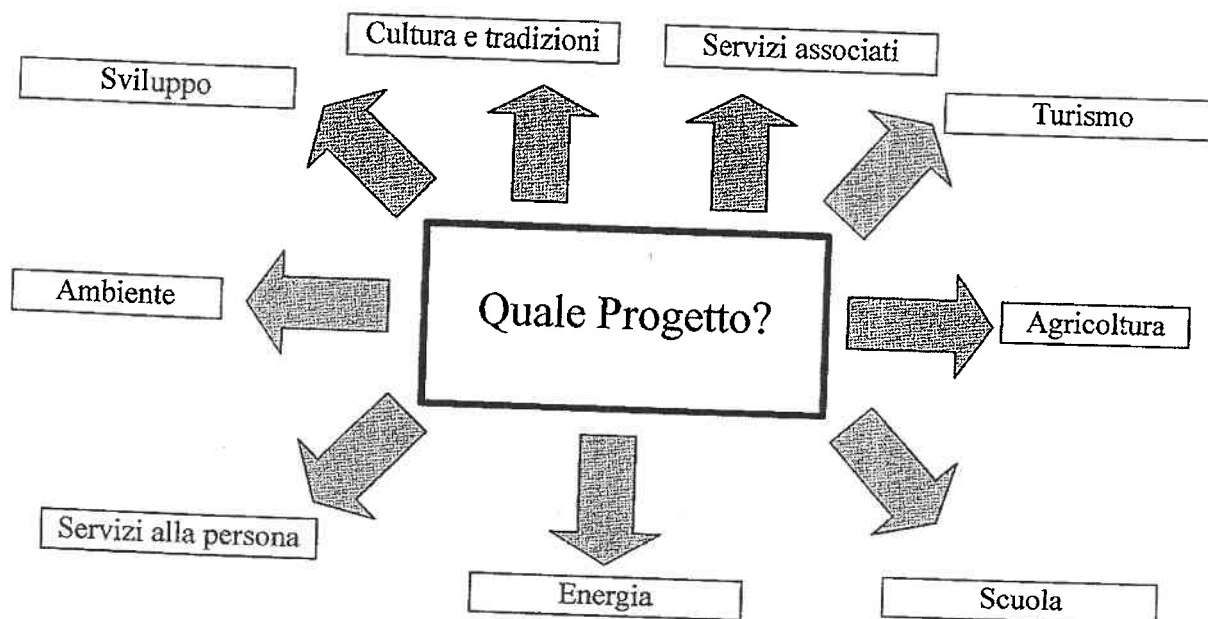 Cultura e tradizioni
Servizi associati
Sviluppo
Turismo
Ambiente
Quale Progetto?
Agricoltura
Servizi alla persona
Energia
Scuola